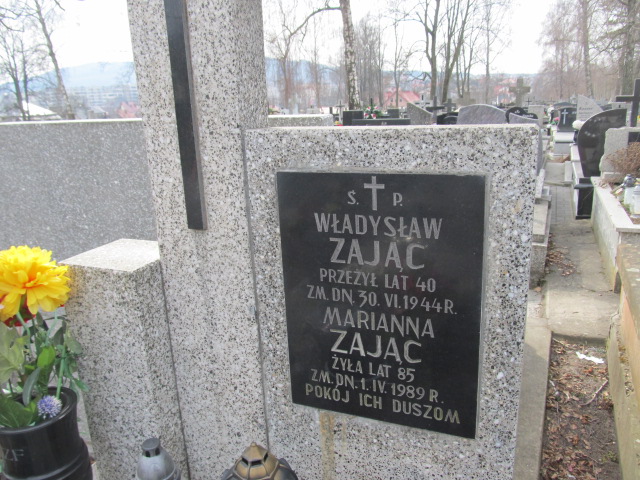 Ś. P.
WŁADYSŁAW
ZAJĄC
PRZEŻYŁ LAT 40
ZM. DN. 30. VI. 1944 R.
MARIANNA
ZAJĄC
ŻYŁA LAT 85
ZM. DN. 1. IV. 1989 R.
POKÓJ ICH DUSZOM